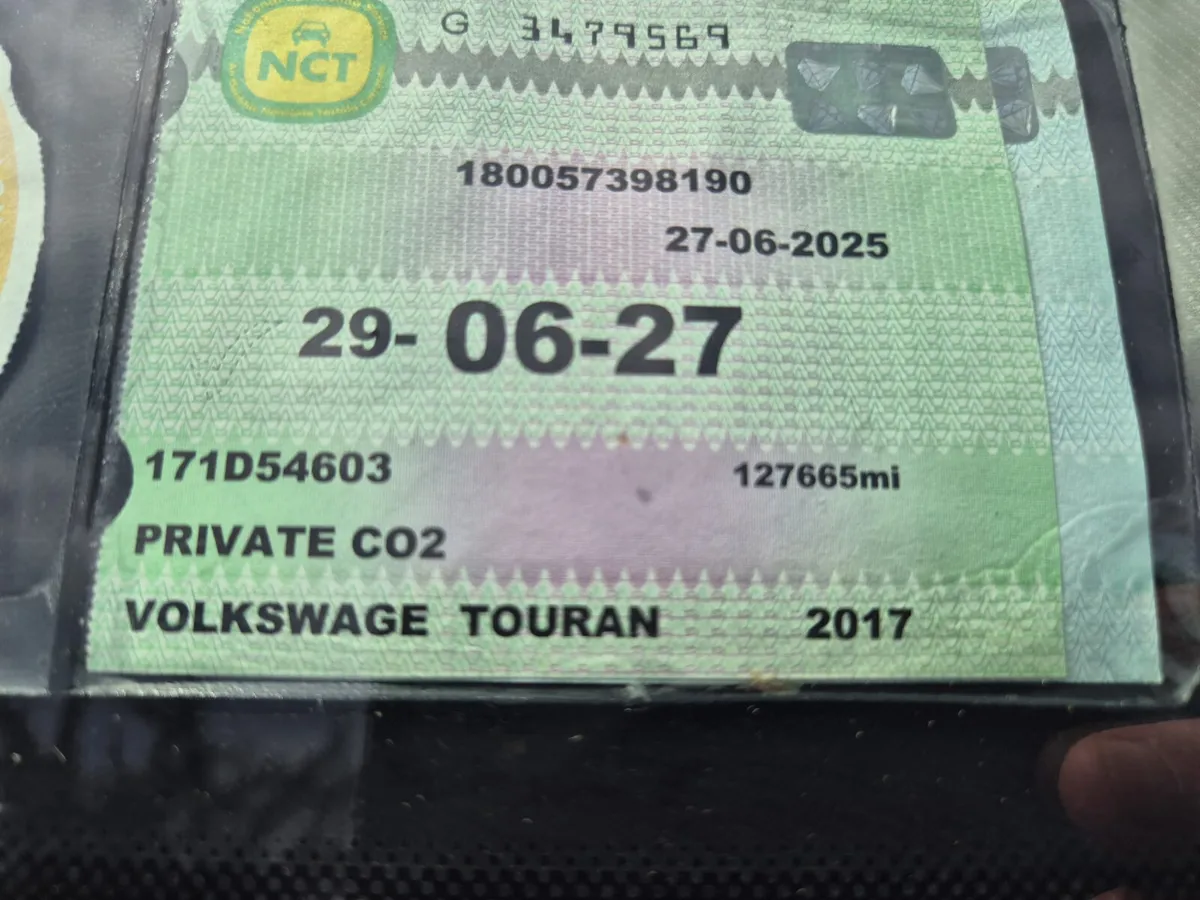 G 3479569
NCT
180057398190
27-06-2025
29- 06-27
171D54603 127665mi
PRIVATE CO2
VOLKSWAGE TOURAN 2017